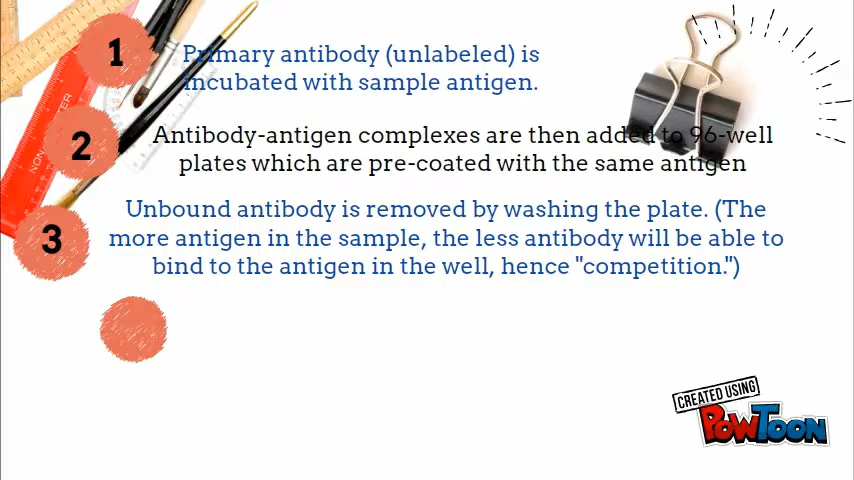 1
Primary antibody (unlabeled) is
incubated with sample antigen.
2
Antibody-antigen complexes are then added to 96-well
plates which are pre-coated with the same antigen
3
Unbound antibody is removed by washing the plate. (The
more antigen in the sample, the less antibody will be able to
bind to the antigen in the well, hence "competition.")
CREATED USING
POWTOON